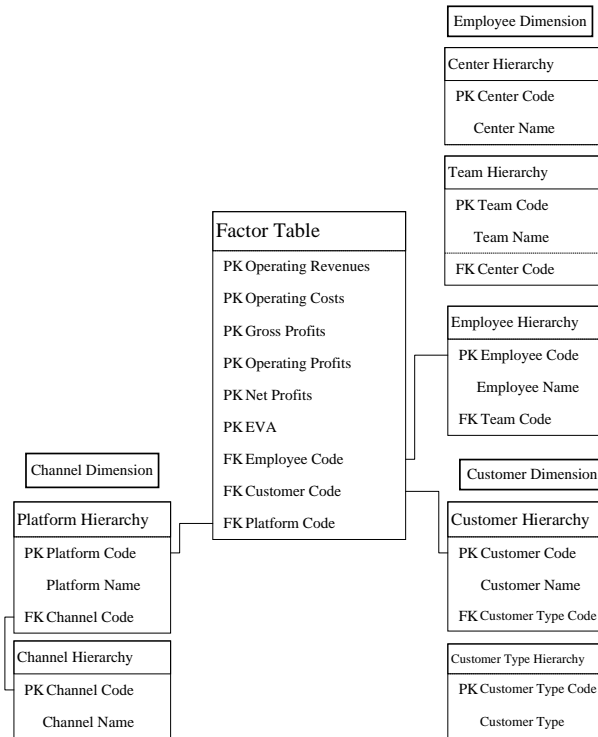 Employee Dimension
Center Hierarchy
PK Center Code
Center Name
Team Hierarchy
PK Team Code
Team Name
FK Center Code
Factor Table
PK Operating Revenues
PK Operating Costs
PK Gross Profits
PK Operating Profits
PK Net Profits
PK EVA
FK Employee Code
FK Customer Code
FK Platform Code
Employee Hierarchy
PK Employee Code
Employee Name
FK Team Code
Channel Dimension
Platform Hierarchy
PK Platform Code
Platform Name
FK Channel Code
Channel Hierarchy
PK Channel Code
Channel Name
Customer Dimension
Customer Hierarchy
PK Customer Code
Customer Name
FK Customer Type Code
Customer Type Hierarchy
PK Customer Type Code
Customer Type